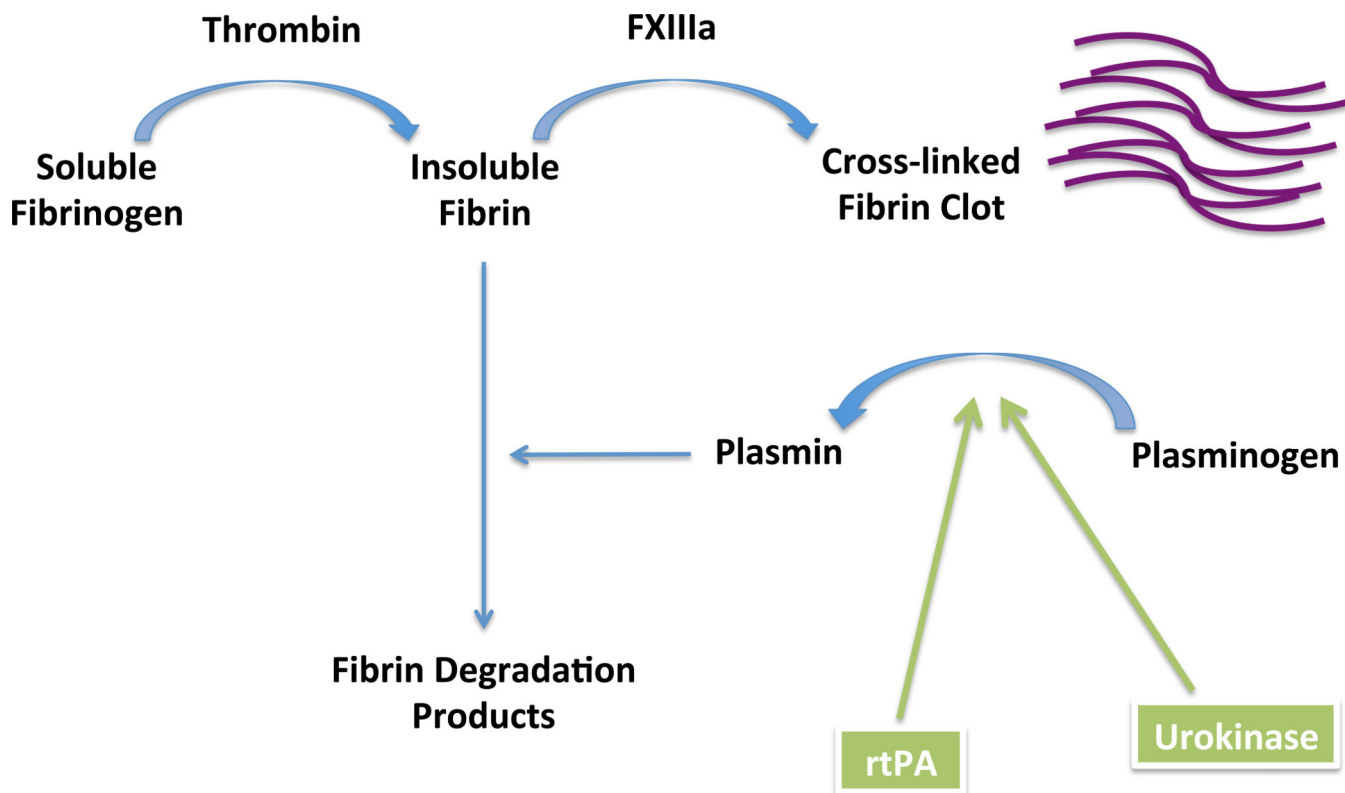 Thrombin
FXIIIa
Soluble
Fibrinogen
Insoluble
Fibrin
Cross-linked
Fibrin Clot
Plasmin
Plasminogen
Fibrin Degradation
Products
rtPA
Urokinase